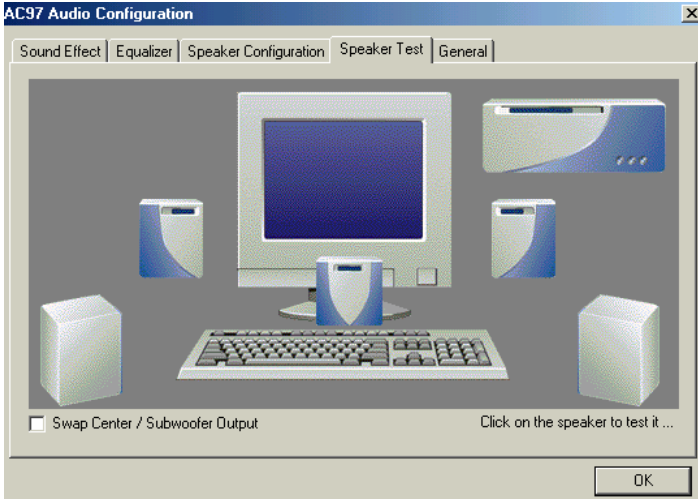 AC97 Audio Configuration
Sound Effect Equalizer Speaker Configuration Speaker Test General
Swap Center / Subwoofer Output
Click on the speaker to test it ...
OK